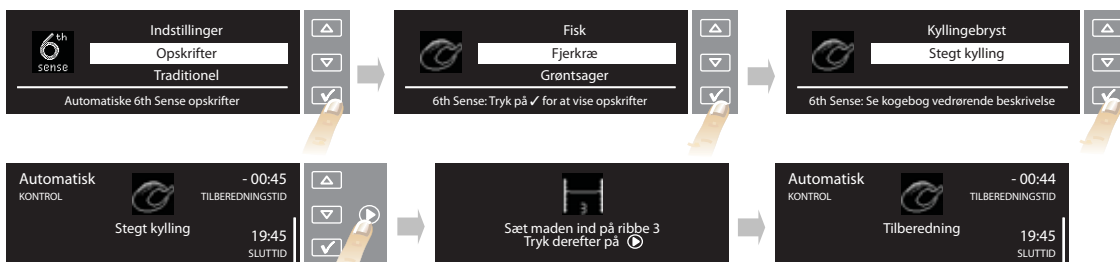 6th
sense
Indstillinger
Opskrifter
Traditionel
Automatiske 6th Sense opskrifter
Fisk
Fjerkræ
Grøntsager
6th Sense: Tryk på ✓ for at vise opskrifter
Kyllingebryst
Stegt kylling
6th Sense: Se kogebog vedrørende beskrivelse
Automatisk
KONTROL
- 00:45
TILBEREDNINGSTID
Stegt kylling
19:45
SLUTTID
3
Sæt maden ind på ribbe 3
Tryk derefter på
Automatisk
KONTROL
- 00:44
TILBEREDNINGSTID
Tilberedning
19:45
SLUTTID